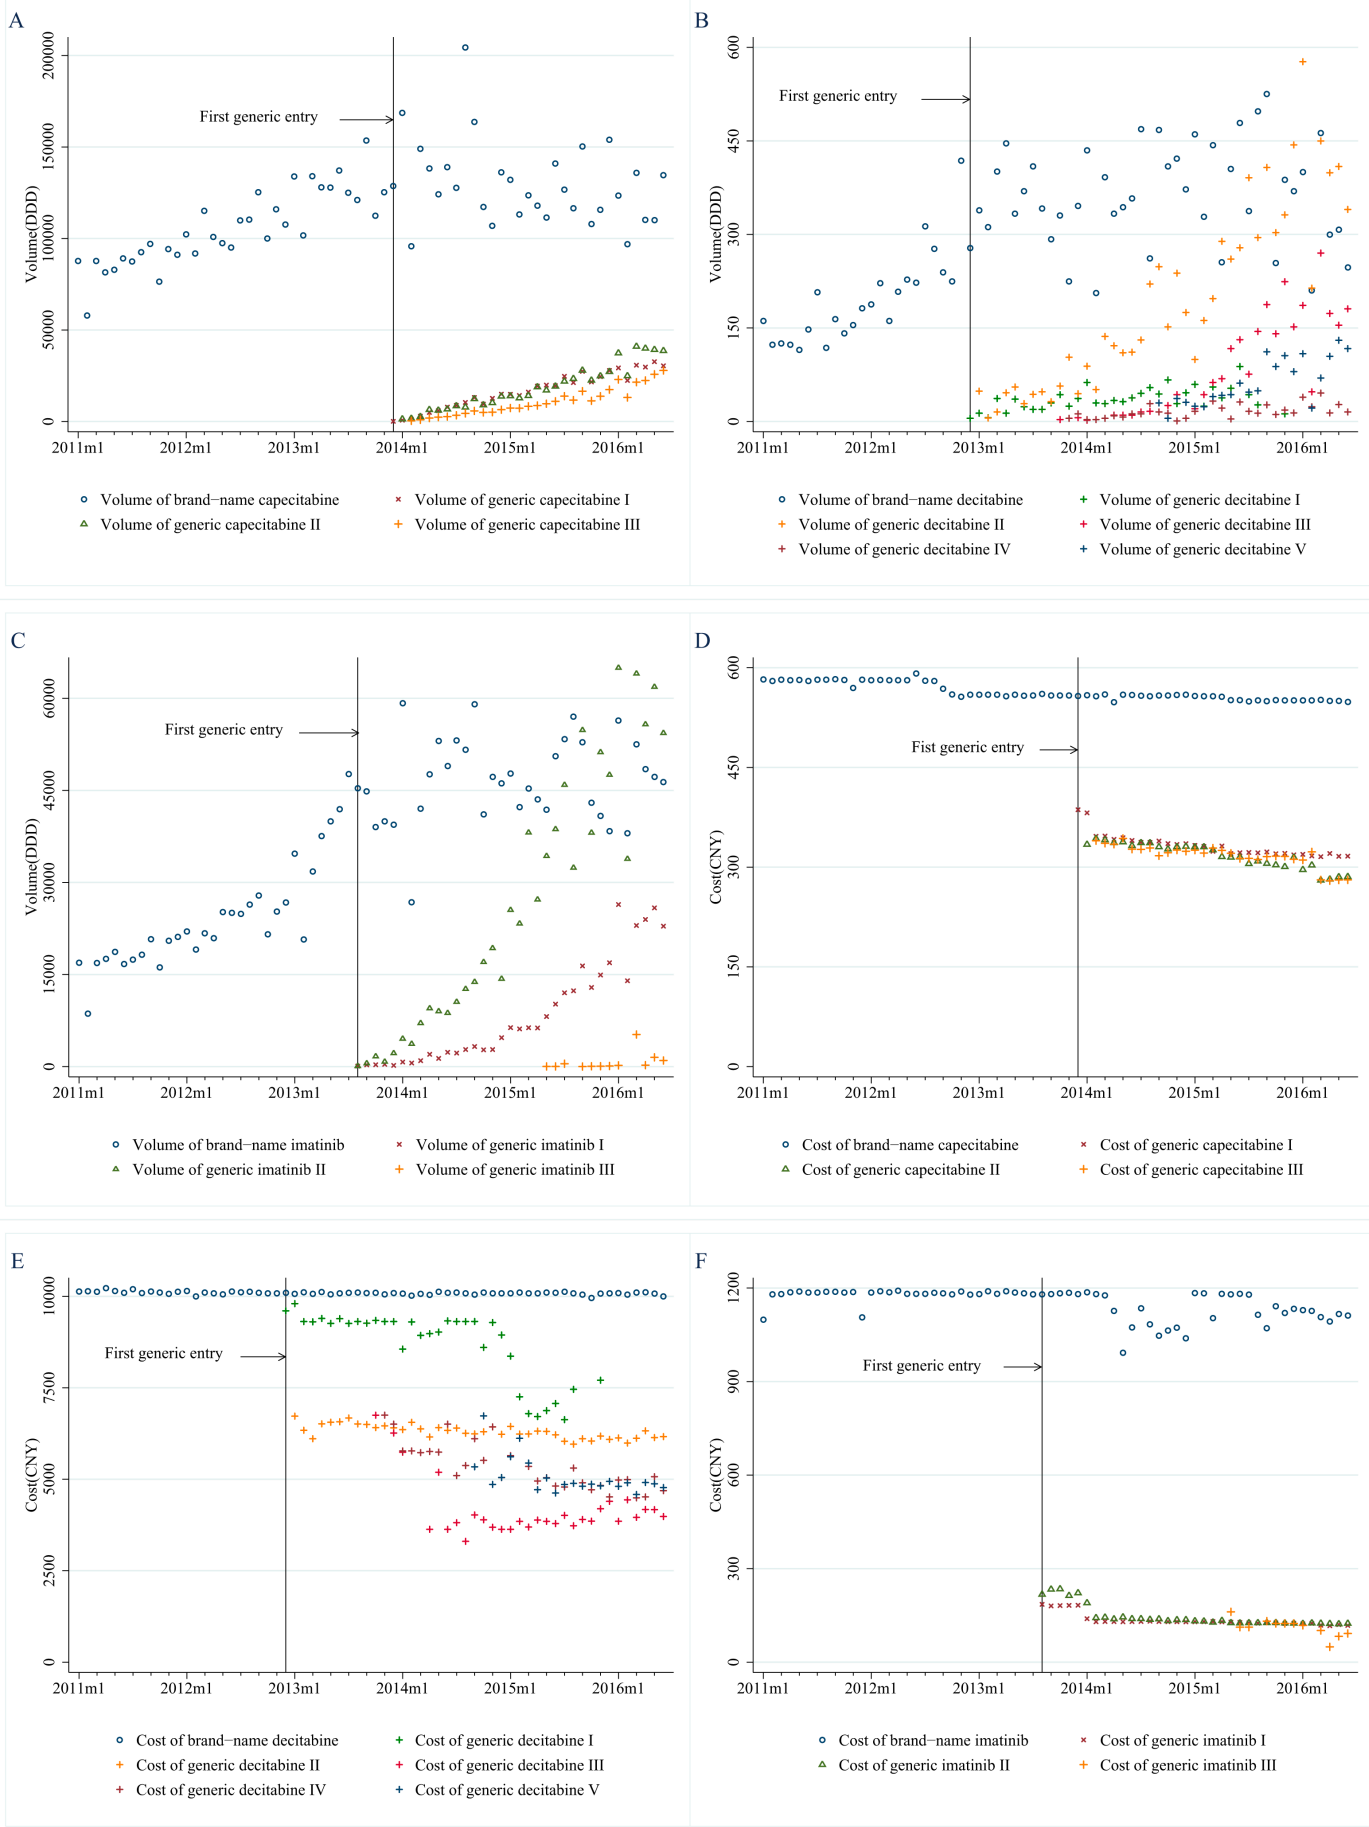 A
Volume(DDD)
200000
150000
100000
50000
0
First generic entry
2011m1 2012m1 2013m1 2014m1 2015m1 2016m1
Volume of brand−name capecitabine
Volume of generic capecitabine I
Volume of generic capecitabine II
Volume of generic capecitabine III
B
Volume(DDD)
600
450
300
150
0
First generic entry
2011m1 2012m1 2013m1 2014m1 2015m1 2016m1
Volume of brand−name decitabine
Volume of generic decitabine I
Volume of generic decitabine II
Volume of generic decitabine III
Volume of generic decitabine IV
Volume of generic decitabine V
C
Volume(DDD)
60000
45000
30000
15000
0
First generic entry
2011m1 2012m1 2013m1 2014m1 2015m1 2016m1
Volume of brand−name imatinib
Volume of generic imatinib I
Volume of generic imatinib II
Volume of generic imatinib III
D
Cost(CNY)
600
450
300
150
0
Fist generic entry
2011m1 2012m1 2013m1 2014m1 2015m1 2016m1
Cost of brand−name capecitabine
Cost of generic capecitabine I
Cost of generic capecitabine II
Cost of generic capecitabine III
E
Cost(CNY)
10000
7500
5000
2500
0
First generic entry
2011m1 2012m1 2013m1 2014m1 2015m1 2016m1
Cost of brand−name decitabine
Cost of generic decitabine I
Cost of generic decitabine II
Cost of generic decitabine III
Cost of generic decitabine IV
Cost of generic decitabine V
F
Cost(CNY)
1200
900
600
300
0
First generic entry
2011m1 2012m1 2013m1 2014m1 2015m1 2016m1
Cost of brand−name imatinib
Cost of generic imatinib I
Cost of generic imatinib II
Cost of generic imatinib III